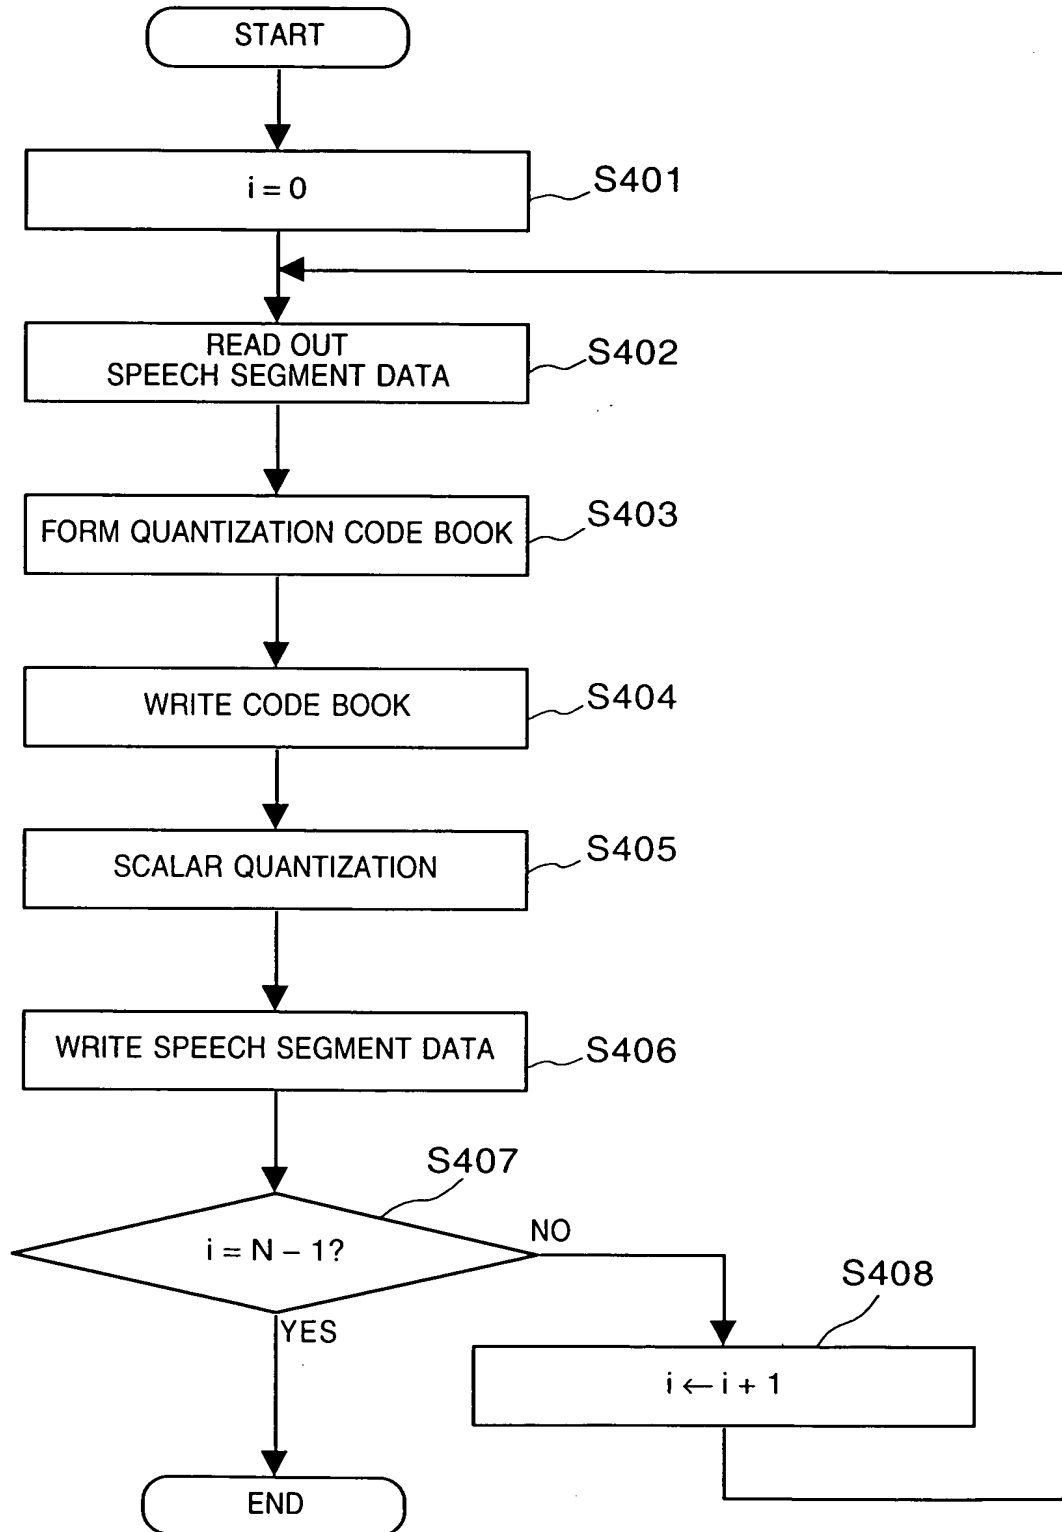 START
i = 0
S401
READ OUT
SPEECH SEGMENT DATA
S402
FORM QUANTIZATION CODE BOOK
S403
WRITE CODE BOOK
S404
SCALAR QUANTIZATION
S405
WRITE SPEECH SEGMENT DATA
S406
S407
i = N – 1?
NO
YES
S408
i ← i + 1
END